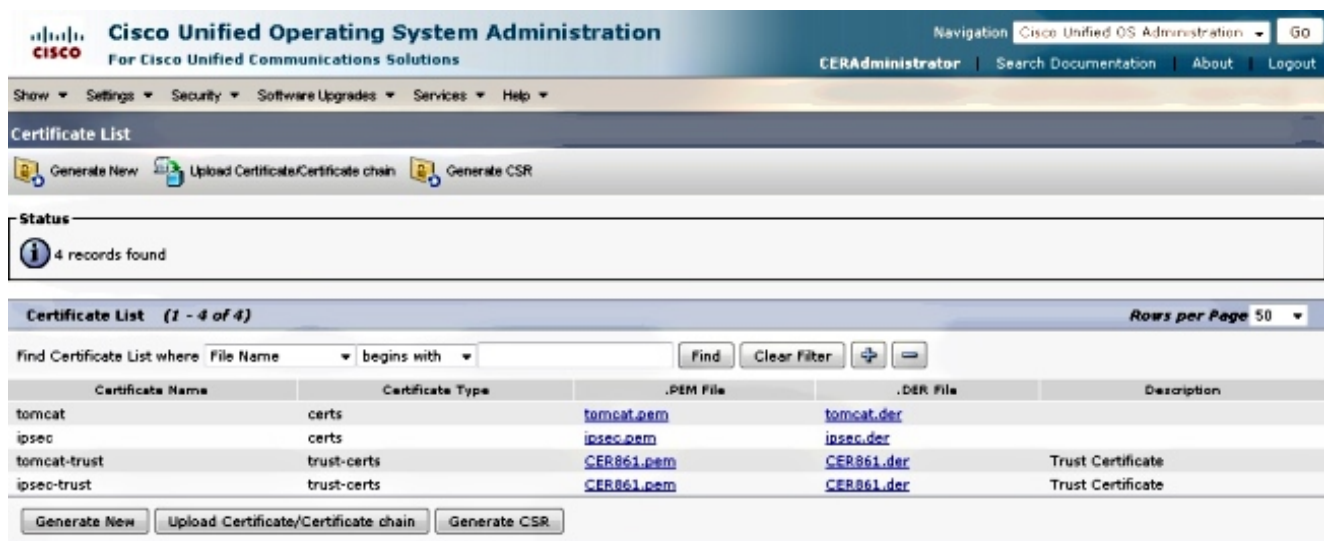 Cisco Unified Operating System Administration
Navigation Cisco Unified OS Administration Go
CISCO
For Cisco Unified Communications Solutions
CERAdministrator | Search Documentation | About | Logout
Show Settings Security Software Upgrades Services Help
Certificate List
Generate New Upload Certificate/Certificate chain Generate CSR
Status
4 records found
Certificate List (1 - 4 of 4) Rows per Page 50
Find Certificate List where File Name begins with Find Clear Filter
Certificate Name Certificate Type .PEM File .DER File Description
tomcat certs tomcat.pem tomcat.der
ipsec certs ipsec.pem ipsec.der
tomcat-trust trust-certs CER861.pem CER861.der Trust Certificate
ipsec-trust trust-certs CER861.pem CER861.der Trust Certificate
Generate New Upload Certificate/Certificate chain Generate CSR